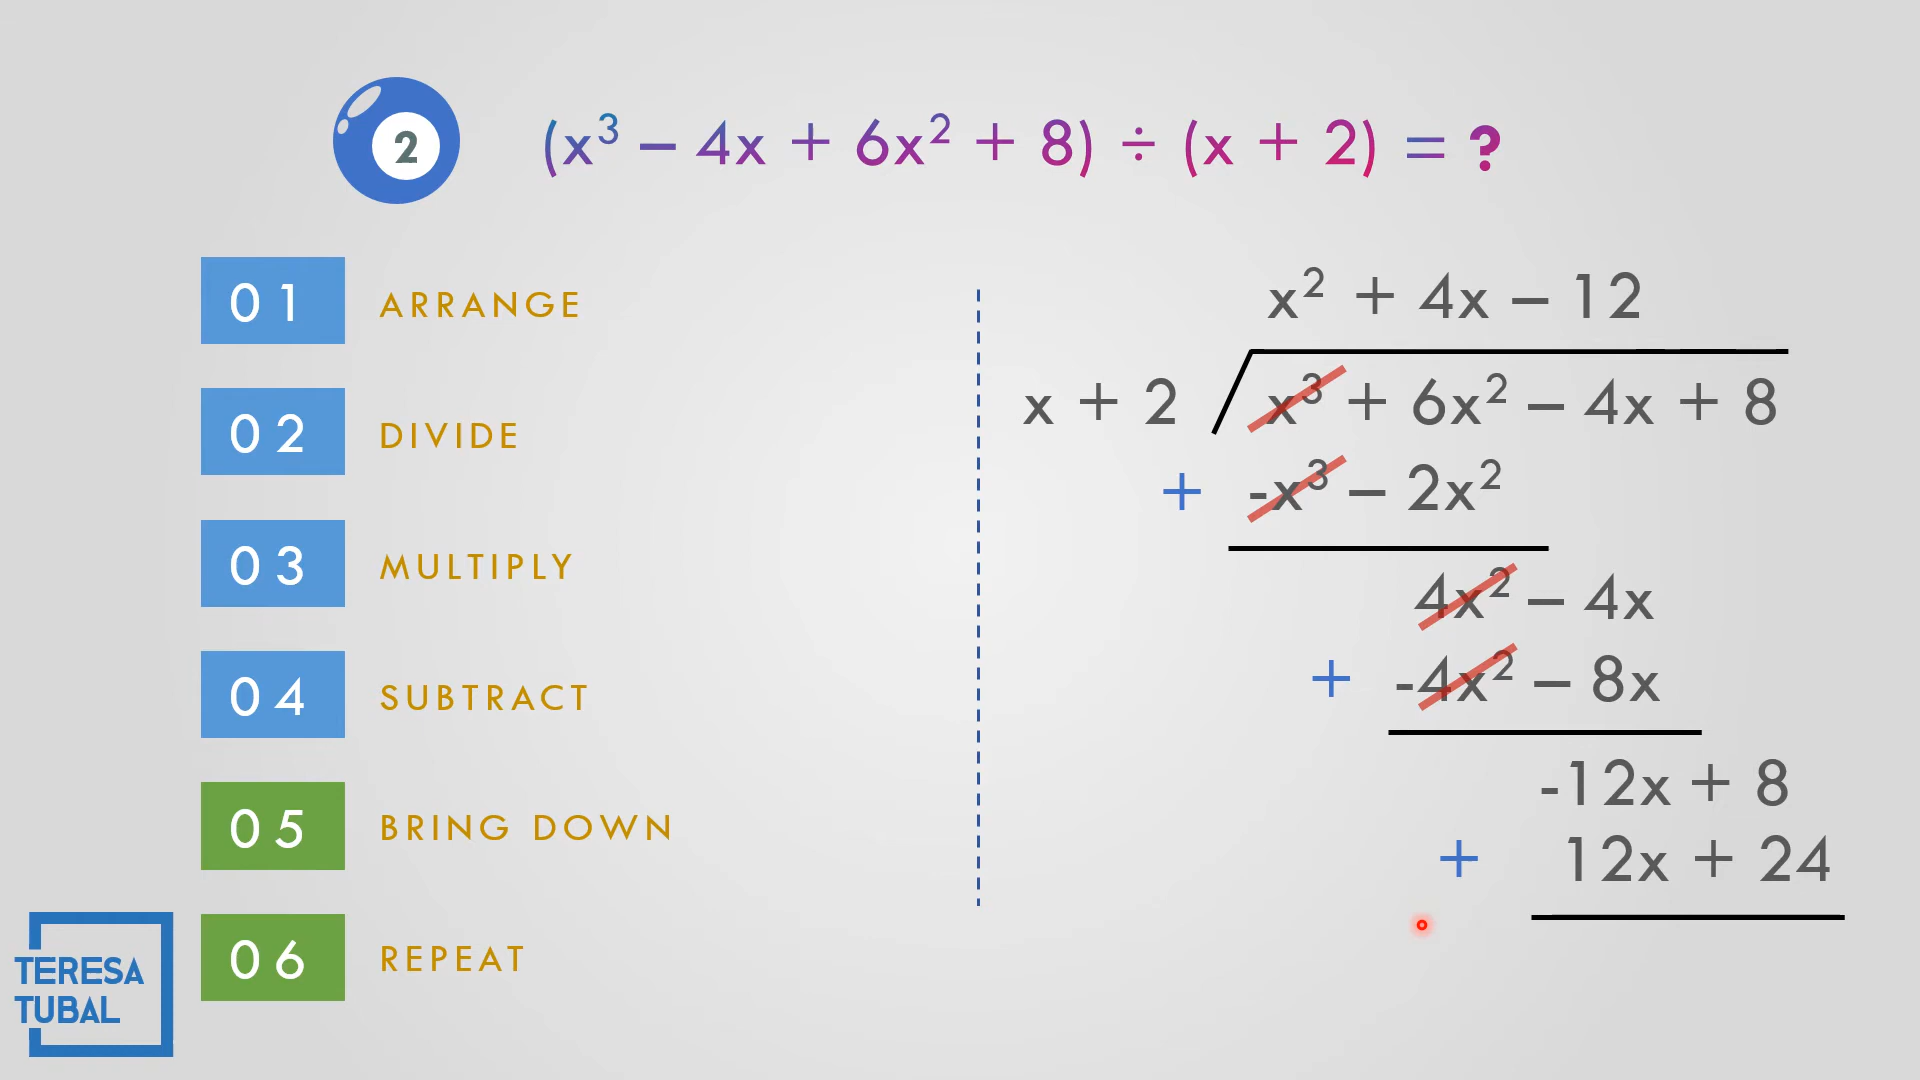 2
(x³ – 4x + 6x² + 8) ÷ (x + 2) = ?
01 ARRANGE
02 DIVIDE
03 MULTIPLY
04 SUBTRACT
05 BRING DOWN
06 REPEAT
x² + 4x – 12
x + 2 x³ + 6x² – 4x + 8
+ -x³ – 2x²
4x² – 4x
+ -4x² – 8x
-12x + 8
+ 12x + 24
TERESA
TUBAL